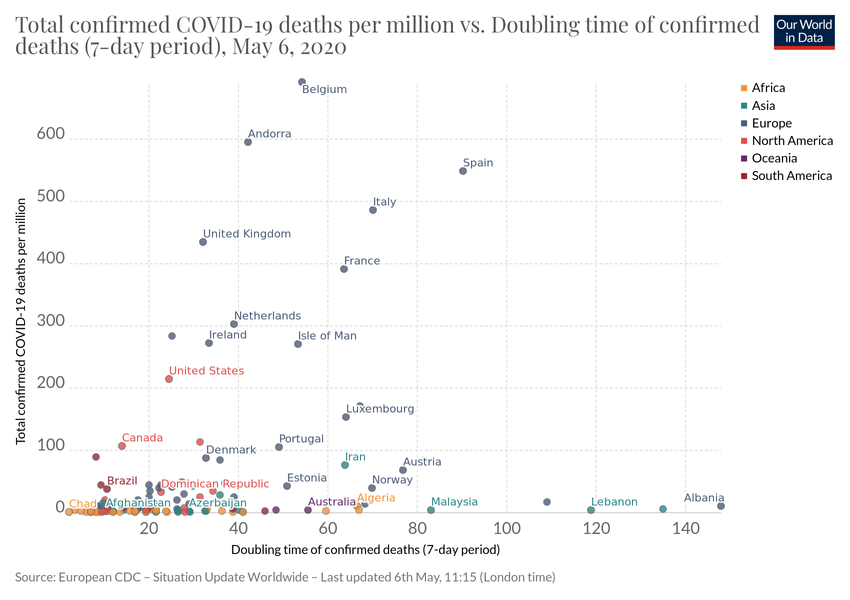 Total confirmed COVID-19 deaths per million vs. Doubling time of confirmed
deaths (7-day period), May 6, 2020
Our World
in Data
Africa
Asia
Europe
North America
Oceania
South America
Total confirmed COVID-19 deaths per million
600
500
400
300
200
100
0
Belgium
Andorra
Spain
Italy
United Kingdom
France
Netherlands
Ireland
Isle of Man
United States
Luxembourg
Canada
Portugal
Denmark
Iran
Austria
Brazil
Dominican Republic
Estonia
Norway
Chad
Afghanistan
Azerbaijan
Australia
Algeria
Malaysia
Lebanon
Albania
20
40
60
80
100
120
140
Doubling time of confirmed deaths (7-day period)
Source: European CDC – Situation Update Worldwide – Last updated 6th May, 11:15 (London time)